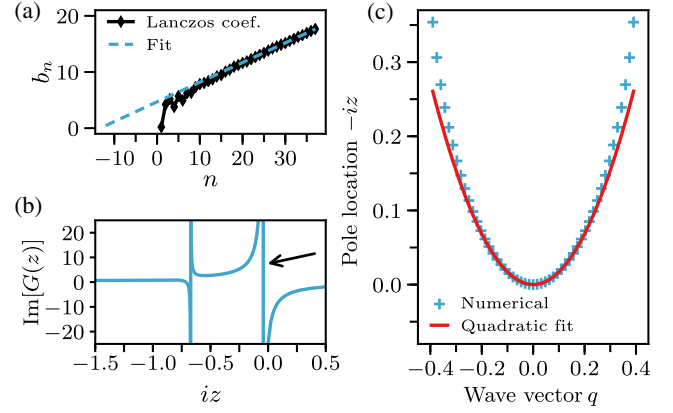 (a)
Lanczos coef.
Fit
20
10
0
b_n
−10 0 10 20 30
n
(b)
20
10
0
−10
−20
Im[G(z)]
−1.5 −1.0 −0.5 0.0 0.5
iz
(c)
0.3
0.2
0.1
0.0
Pole location −iz
Numerical
Quadratic fit
−0.4 −0.2 0.0 0.2 0.4
Wave vector q